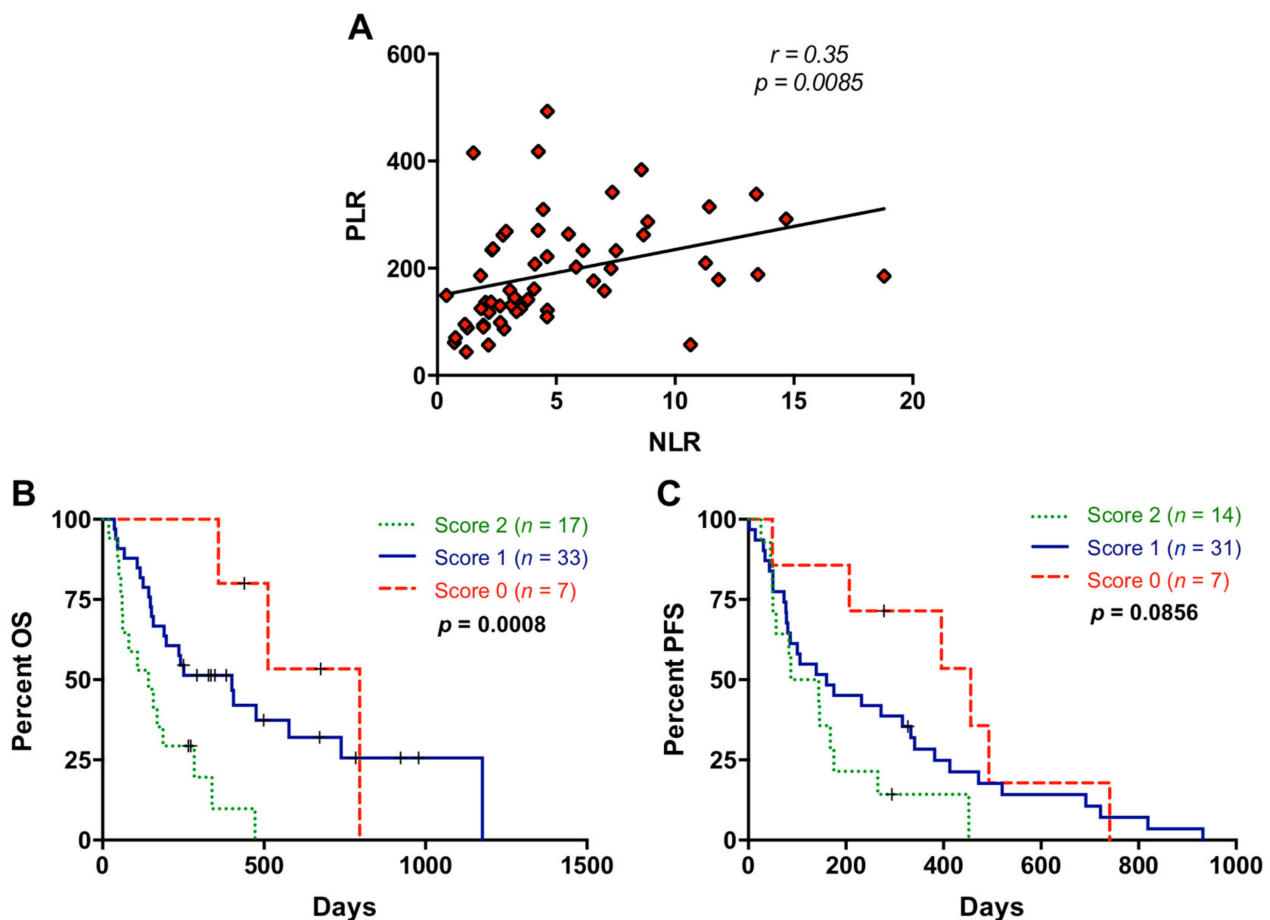 A
r = 0.35
p = 0.0085
600
400
200
0
PLR
0 5 10 15 20
NLR
B
Score 2 (n = 17)
Score 1 (n = 33)
Score 0 (n = 7)
p = 0.0008
100
75
50
25
0
Percent OS
0 500 1000 1500
Days
C
Score 2 (n = 14)
Score 1 (n = 31)
Score 0 (n = 7)
p = 0.0856
100
75
50
25
0
Percent PFS
0 200 400 600 800 1000
Days